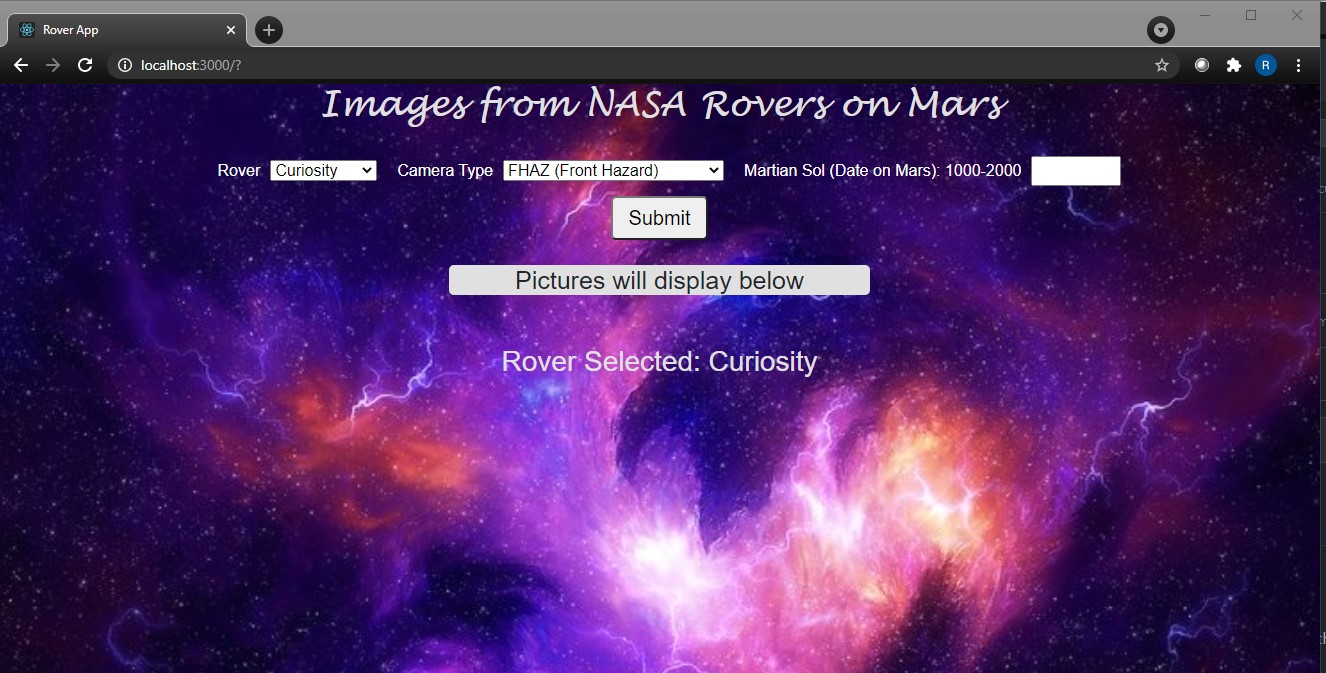 Rover App
localhost:3000/?
R
Images from NASA Rovers on Mars
Rover Curiosity Camera Type FHAZ (Front Hazard) Martian Sol (Date on Mars): 1000-2000
Submit
Pictures will display below
Rover Selected: Curiosity